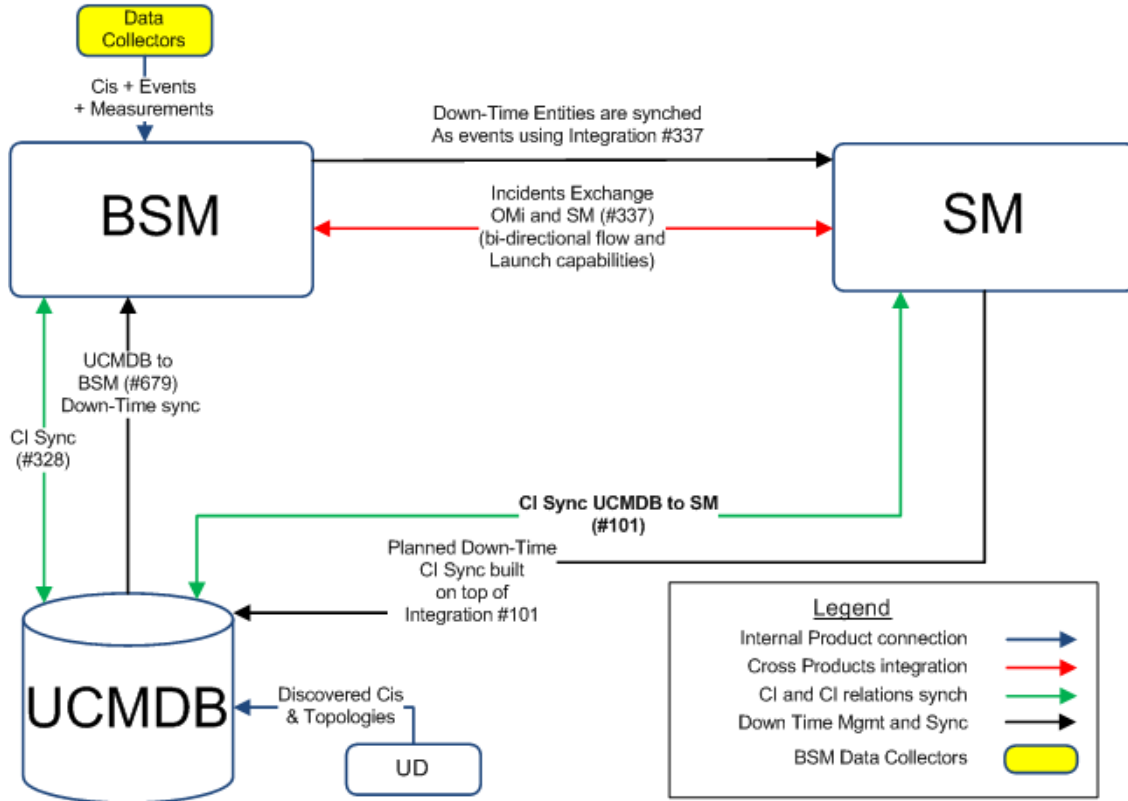 Data
Collectors
Cis + Events
+ Measurements
Down-Time Entities are synched
As events using Integration #337
BSM
Incidents Exchange
OMi and SM (#337)
(bi-directional flow and
Launch capabilities)
SM
UCMDB to
BSM (#679)
Down-Time sync
CI Sync
(#328)
CI Sync UCMDB to SM
(#101)
Planned Down-Time
CI Sync built
on top of
Integration #101
UCMDB
Discovered Cis
& Topologies
UD
Legend
Internal Product connection
Cross Products integration
CI and CI relations synch
Down Time Mgmt and Sync
BSM Data Collectors